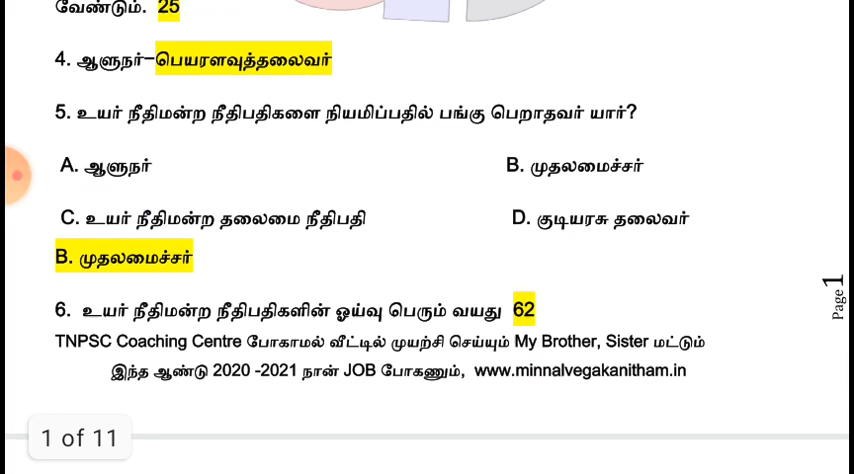 வேண்டும். 25
4. ஆளுநர்–பெயரளவுத்தலைவர்
5. உயர் நீதிமன்ற நீதிபதிகளை நியமிப்பதில் பங்கு பெறாதவர் யார்?
A. ஆளுநர் B. முதலமைச்சர்
C. உயர் நீதிமன்ற தலைமை நீதிபதி D. குடியரசு தலைவர்
B. முதலமைச்சர்
6. உயர் நீதிமன்ற நீதிபதிகளின் ஓய்வு பெரும் வயது 62
TNPSC Coaching Centre போகாமல் வீட்டில் முயற்சி செய்யும் My Brother, Sister மட்டும்
இந்த ஆண்டு 2020 -2021 நான் JOB போகணும், www.minnalvegakanitham.in
Page 1
1 of 11